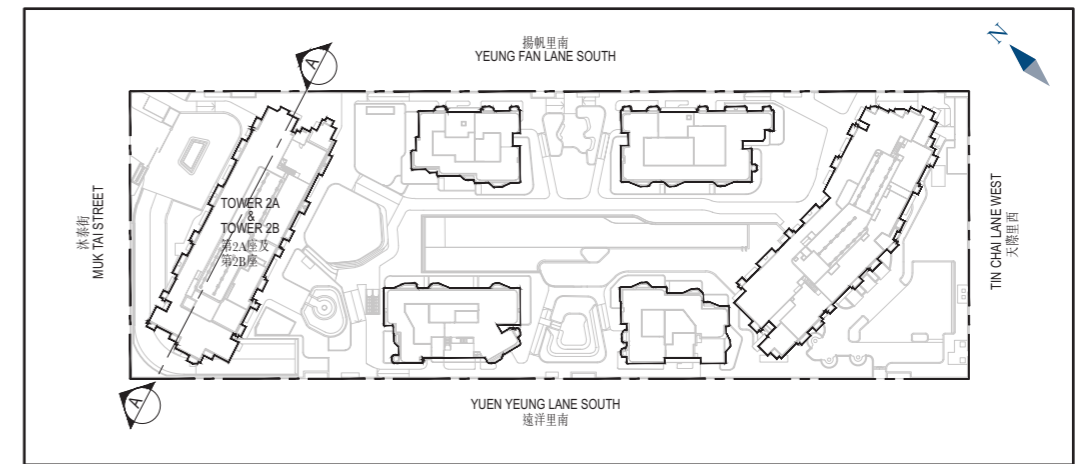 揚帆里南
YEUNG FAN LANE SOUTH
N
A
沐泰街
MUK TAI STREET
TOWER 2A
&
TOWER 2B
第2A座及
第2B座
TIN CHAI LANE WEST
天際里西
A
YUEN YEUNG LANE SOUTH
遠洋里南